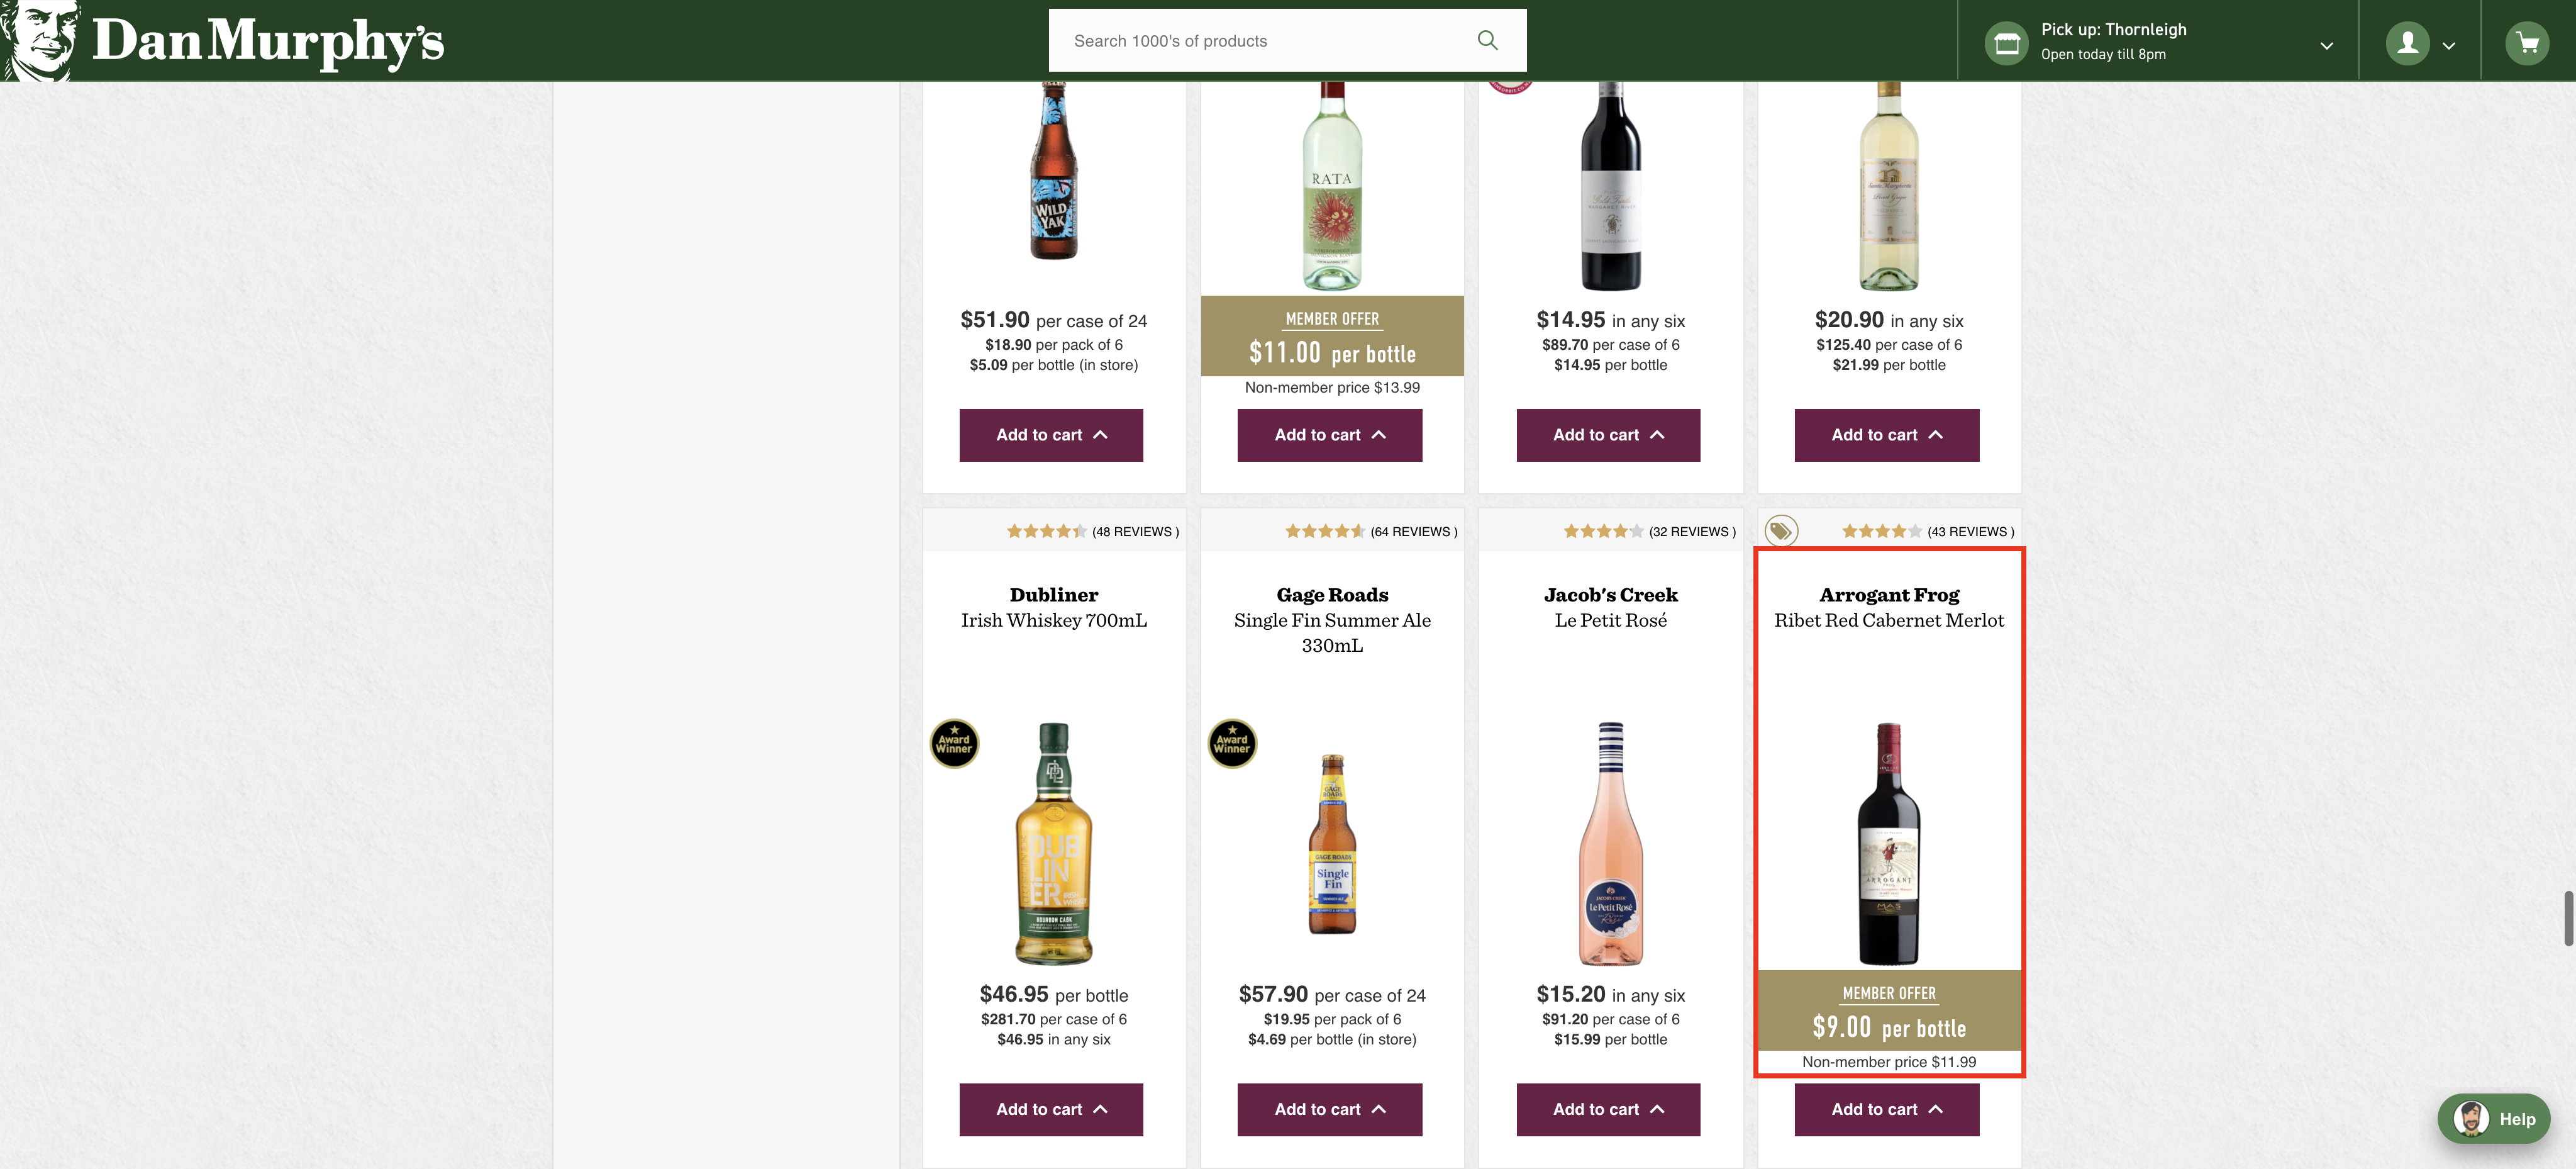 Dan Murphy's
Search 1000's of products
Pick up: Thornleigh
Open today till 8pm
WILD
YAK
RATA
$51.90 per case of 24
$18.90 per pack of 6
$5.09 per bottle (in store)
Add to cart
MEMBER OFFER
$11.00 per bottle
Non-member price $13.99
Add to cart
$14.95 in any six
$89.70 per case of 6
$14.95 per bottle
Add to cart
$20.90 in any six
$125.40 per case of 6
$21.99 per bottle
Add to cart
(48 REVIEWS )
Dubliner
Irish Whiskey 700mL
Award
Winner
DUB
LIN
ER
BOURBON CASK
$46.95 per bottle
$281.70 per case of 6
$46.95 in any six
Add to cart
(64 REVIEWS )
Gage Roads
Single Fin Summer Ale
330mL
Award
Winner
GAGE ROADS
Single
Fin
$57.90 per case of 24
$19.95 per pack of 6
$4.69 per bottle (in store)
Add to cart
(32 REVIEWS )
Jacob's Creek
Le Petit Rosé
Le Petit Rosé
$15.20 in any six
$91.20 per case of 6
$15.99 per bottle
Add to cart
(43 REVIEWS )
Arrogant Frog
Ribet Red Cabernet Merlot
ARROGANT
MAS
MEMBER OFFER
$9.00 per bottle
Non-member price $11.99
Add to cart
Help